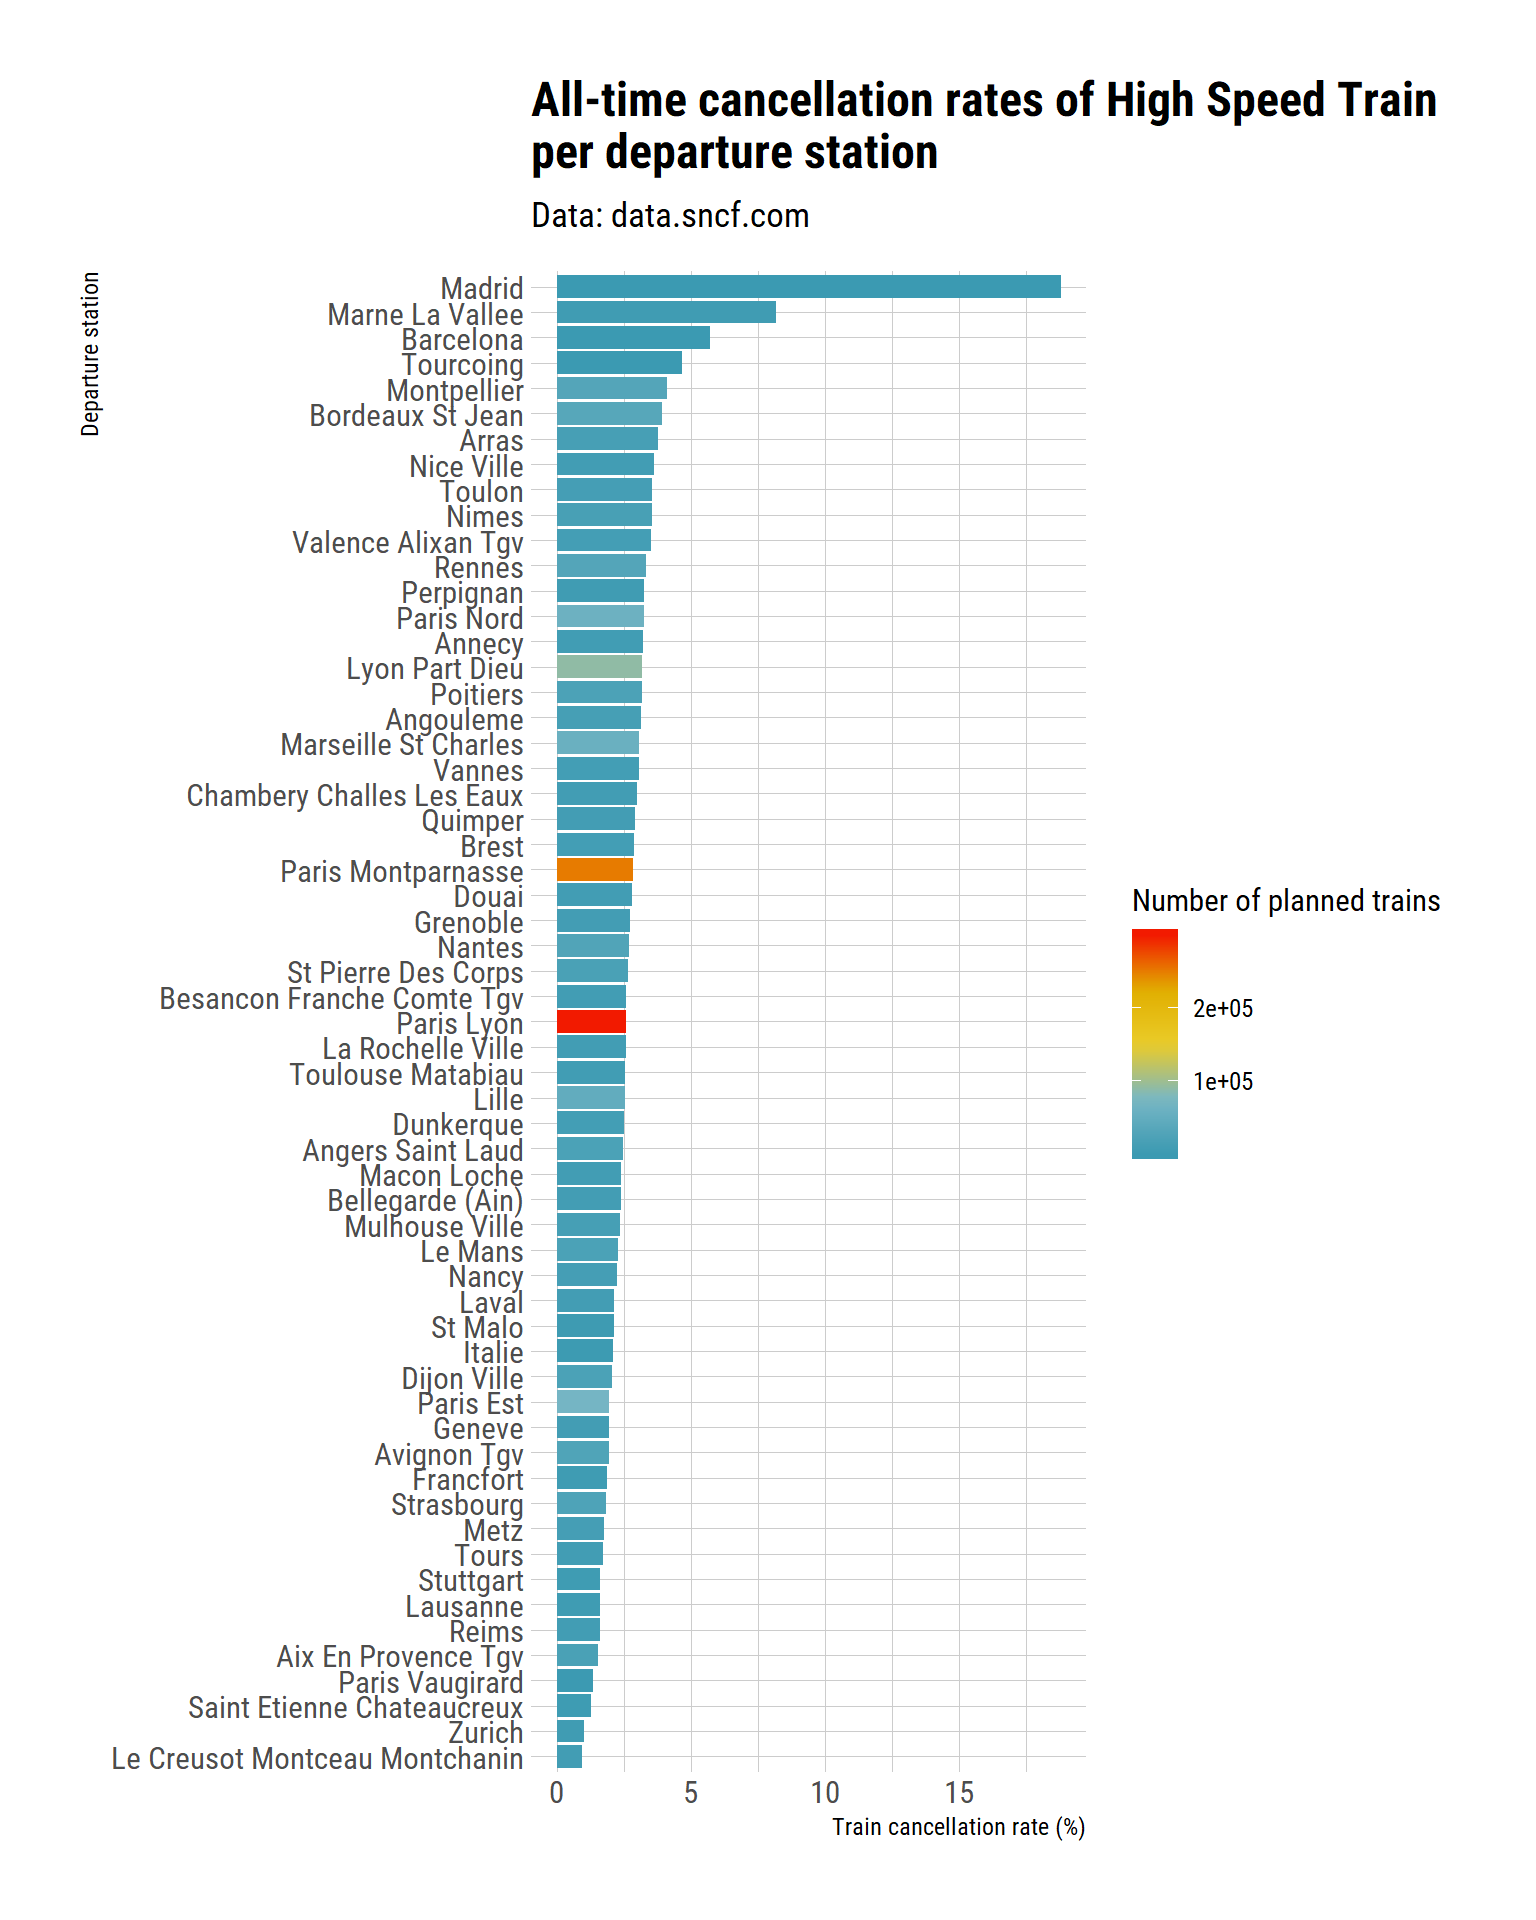 All-time cancellation rates of High Speed Train
per departure station
Data: data.sncf.com
Departure station
Madrid
Marne La Vallee
Barcelona
Tourcoing
Montpellier
Bordeaux St Jean
Arras
Nice Ville
Toulon
Nimes
Valence Alixan Tgv
Rennes
Perpignan
Paris Nord
Annecy
Lyon Part Dieu
Poitiers
Angouleme
Marseille St Charles
Vannes
Chambery Challes Les Eaux
Quimper
Brest
Paris Montparnasse
Douai
Grenoble
Nantes
St Pierre Des Corps
Besancon Franche Comte Tgv
Paris Lyon
La Rochelle Ville
Toulouse Matabiau
Lille
Dunkerque
Angers Saint Laud
Macon Loche
Bellegarde (Ain)
Mulhouse Ville
Le Mans
Nancy
Laval
St Malo
Italie
Dijon Ville
Paris Est
Geneve
Avignon Tgv
Francfort
Strasbourg
Metz
Tours
Stuttgart
Lausanne
Reims
Aix En Provence Tgv
Paris Vaugirard
Saint Etienne Chateaucreux
Zurich
Le Creusot Montceau Montchanin
0 5 10 15
Train cancellation rate (%)
Number of planned trains
2e+05
1e+05